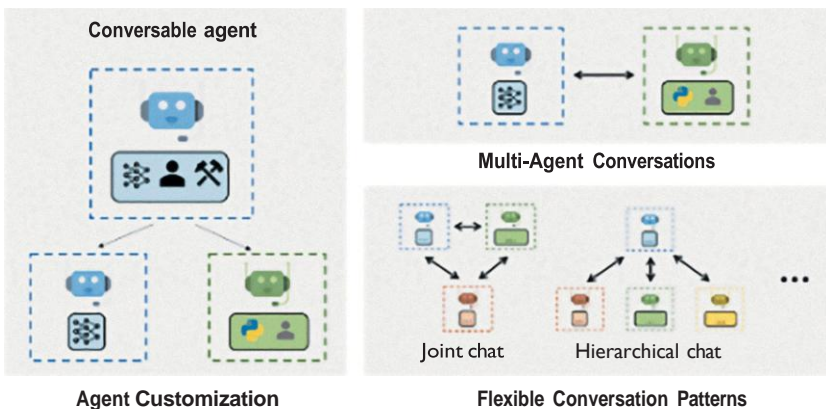 Conversable agent
Agent Customization
Multi-Agent Conversations
Joint chat
Hierarchical chat
...
Flexible Conversation Patterns